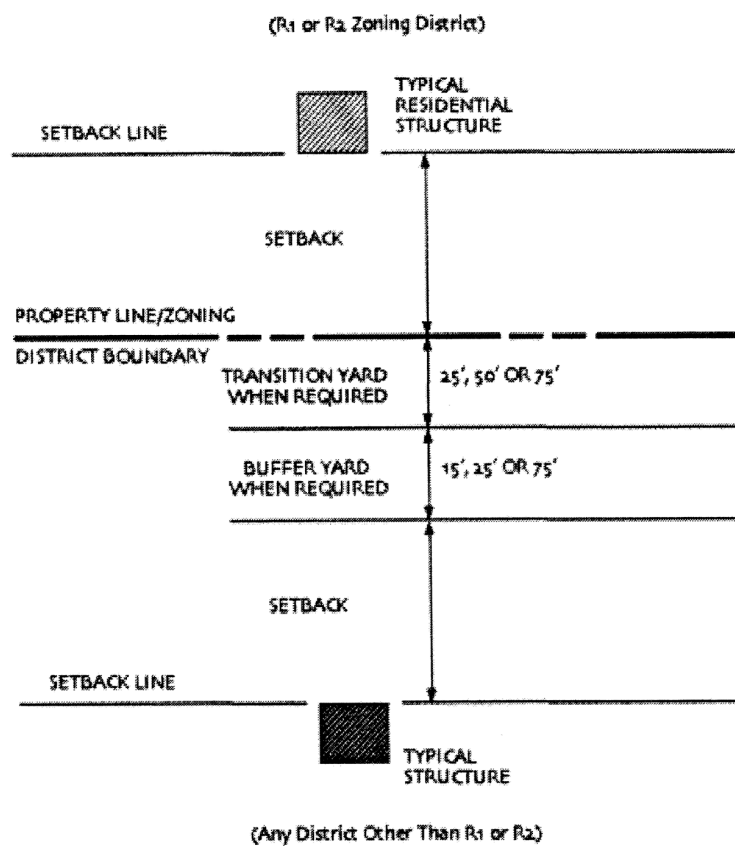 (R1 or R2 Zoning District)
TYPICAL
RESIDENTIAL
STRUCTURE
SETBACK LINE
SETBACK
PROPERTY LINE/ZONING
DISTRICT BOUNDARY
TRANSITION YARD
WHEN REQUIRED
25', 50' OR 75'
BUFFER YARD
WHEN REQUIRED
15', 25' OR 75'
SETBACK
SETBACK LINE
TYPICAL
STRUCTURE
(Any District Other Than R1 or R2)